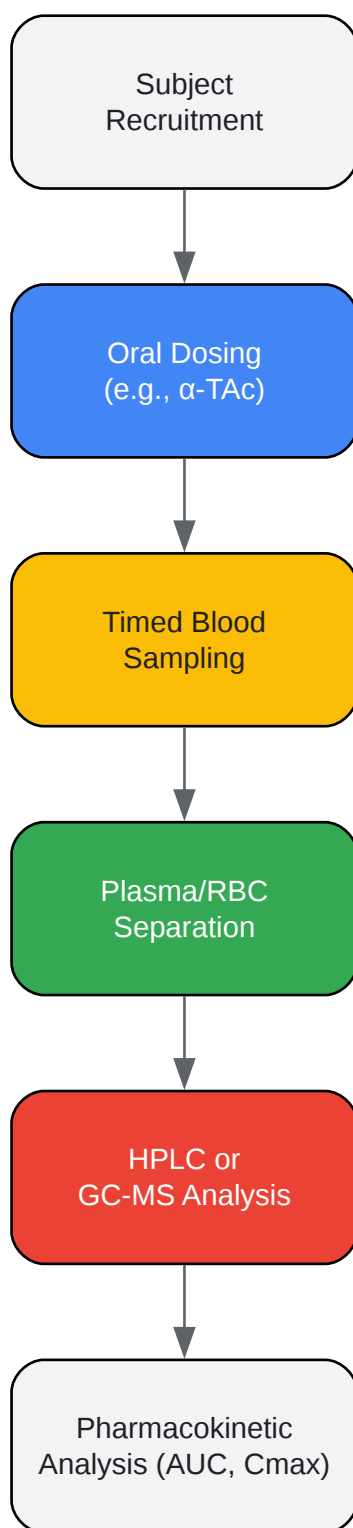 Subject
Recruitment
Oral Dosing
(e.g., α-TAc)
Timed Blood
Sampling
Plasma/RBC
Separation
HPLC or
GC-MS Analysis
Pharmacokinetic
Analysis (AUC, Cmax)